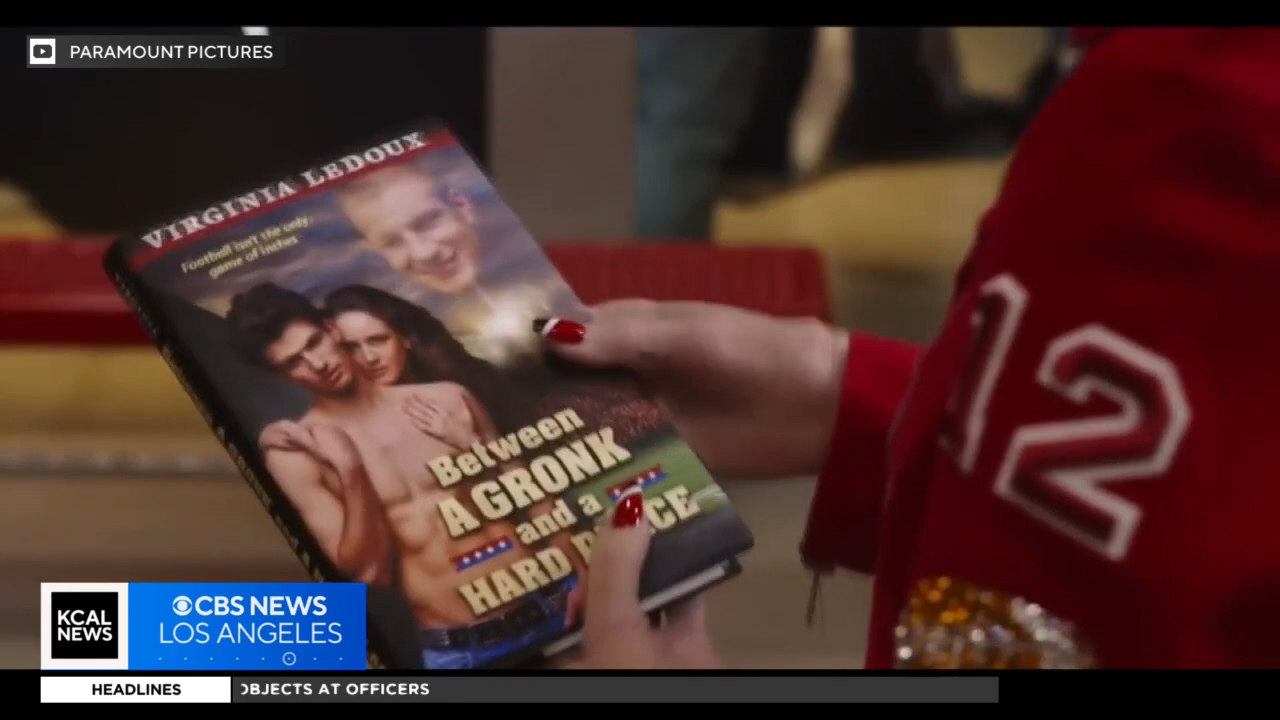 PARAMOUNT PICTURES
VIRGINIA LEDOUX
Football isn't the only
game of inches
Between
A GRONK
and a
HARD
12
KCAL
NEWS
CBS NEWS
LOS ANGELES
HEADLINES
OBJECTS AT OFFICERS